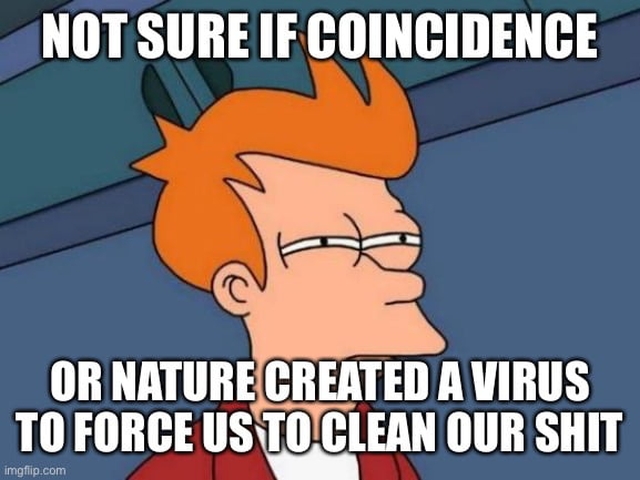 NOT SURE IF COINCIDENCE
OR NATURE CREATED A VIRUS
TO FORCE US TO CLEAN OUR SHIT
imgflip.com